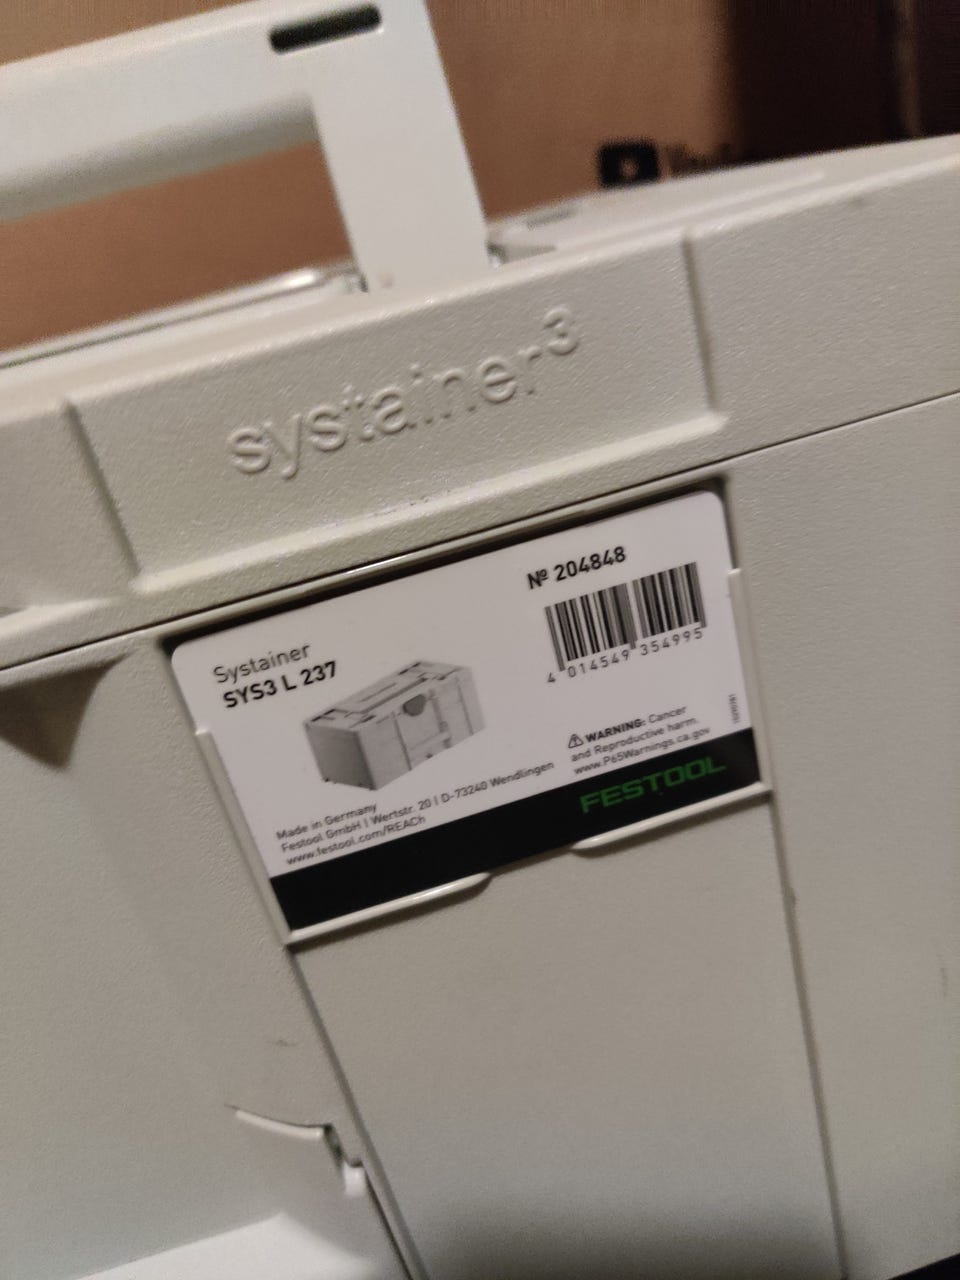 systainer³
Systainer
SYS3 L 237
№ 204848
4 014549 354995
Made in Germany
Festool GmbH | Wertstr. 20 | D-73240 Wendlingen
www.festool.com/REACh
⚠ WARNING: Cancer
and Reproductive harm.
www.P65Warnings.ca.gov
FESTOOL